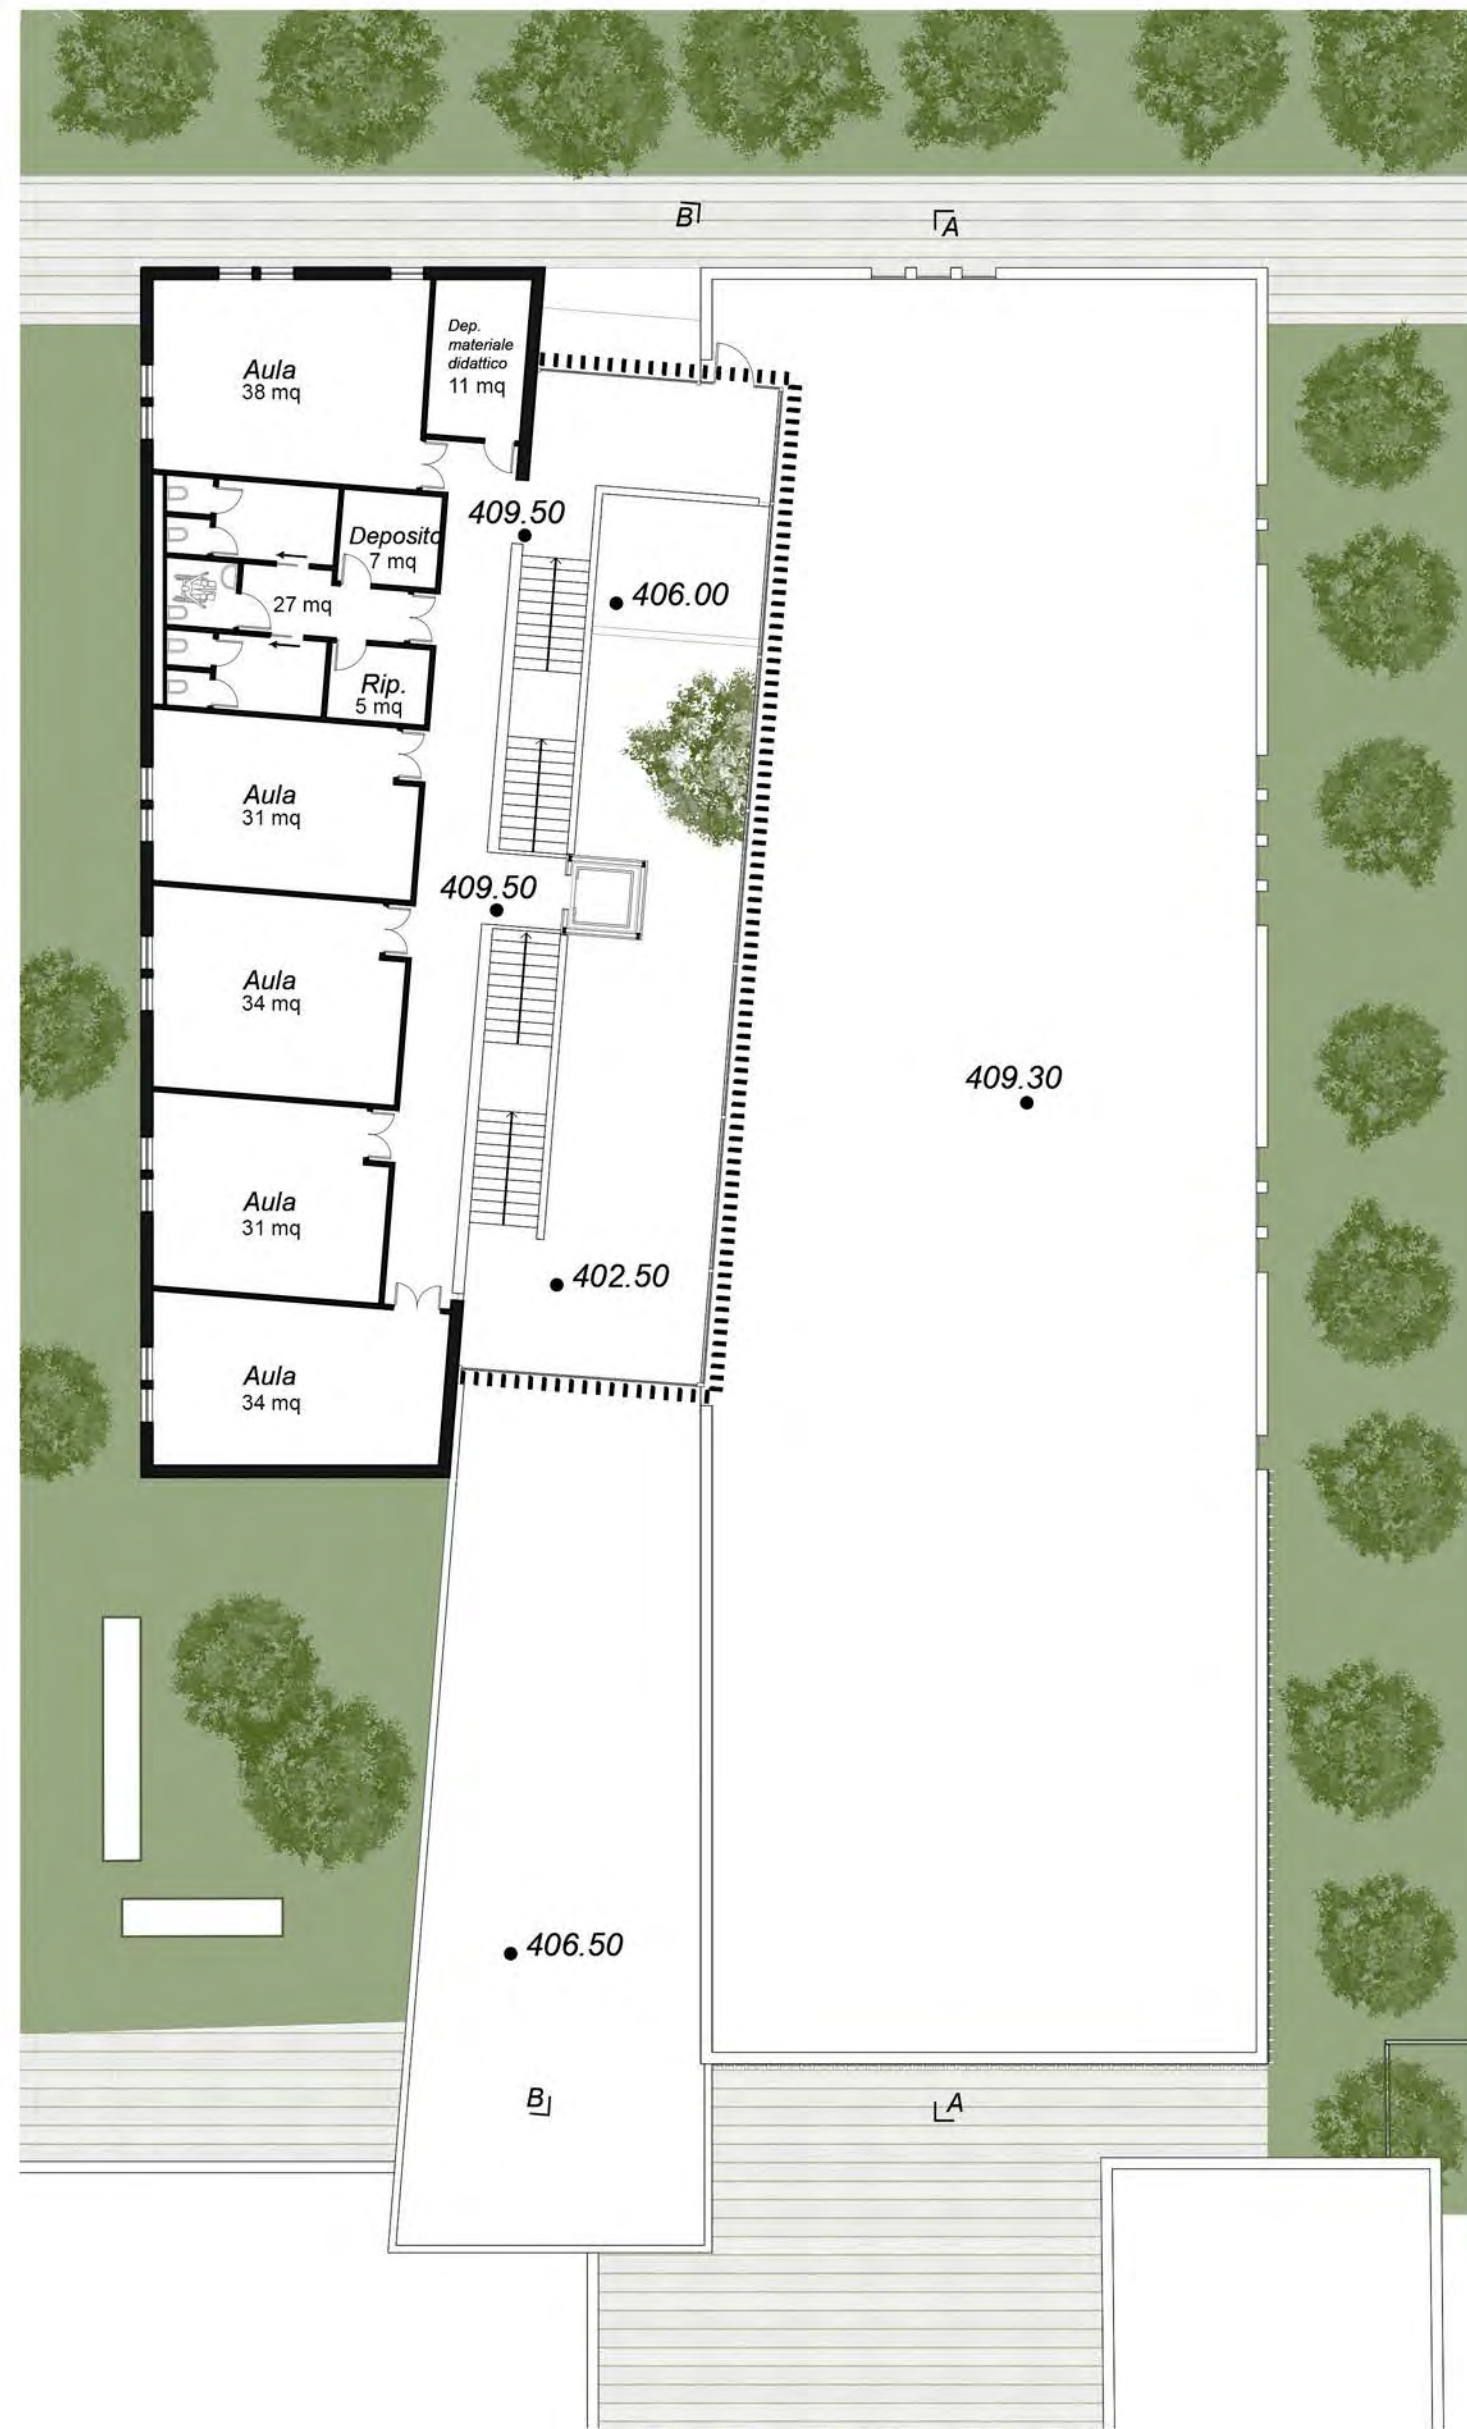 B
A
Aula
38 mq
Dep.
materiale
didattico
11 mq
409.50
Deposito
7 mq
406.00
27 mq
Rip.
5 mq
Aula
31 mq
409.50
Aula
34 mq
409.30
Aula
31 mq
402.50
Aula
34 mq
406.50
B
A